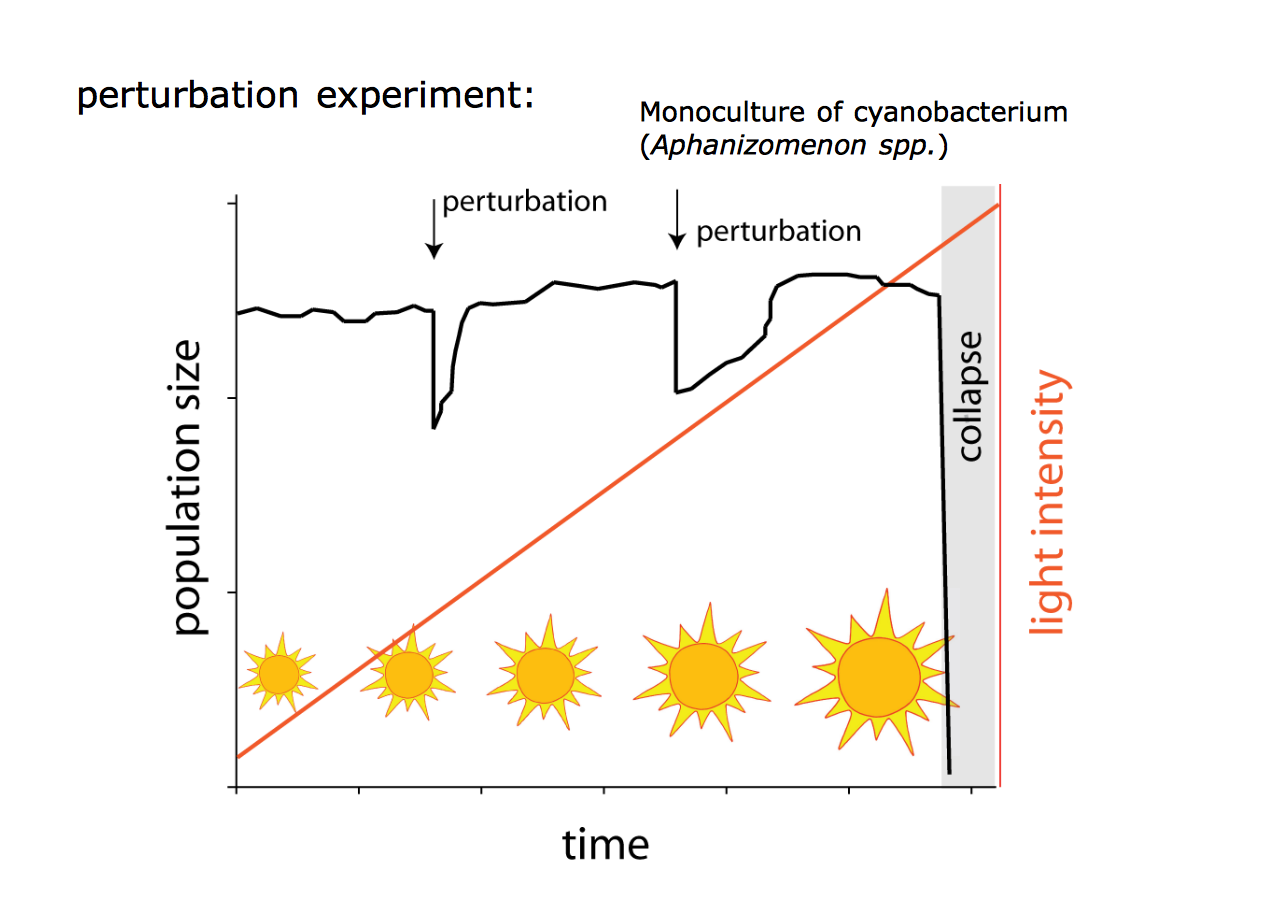 perturbation experiment:
Monoculture of cyanobacterium
(Aphanizomenon spp.)
perturbation
perturbation
population size
collapse
light intensity
time